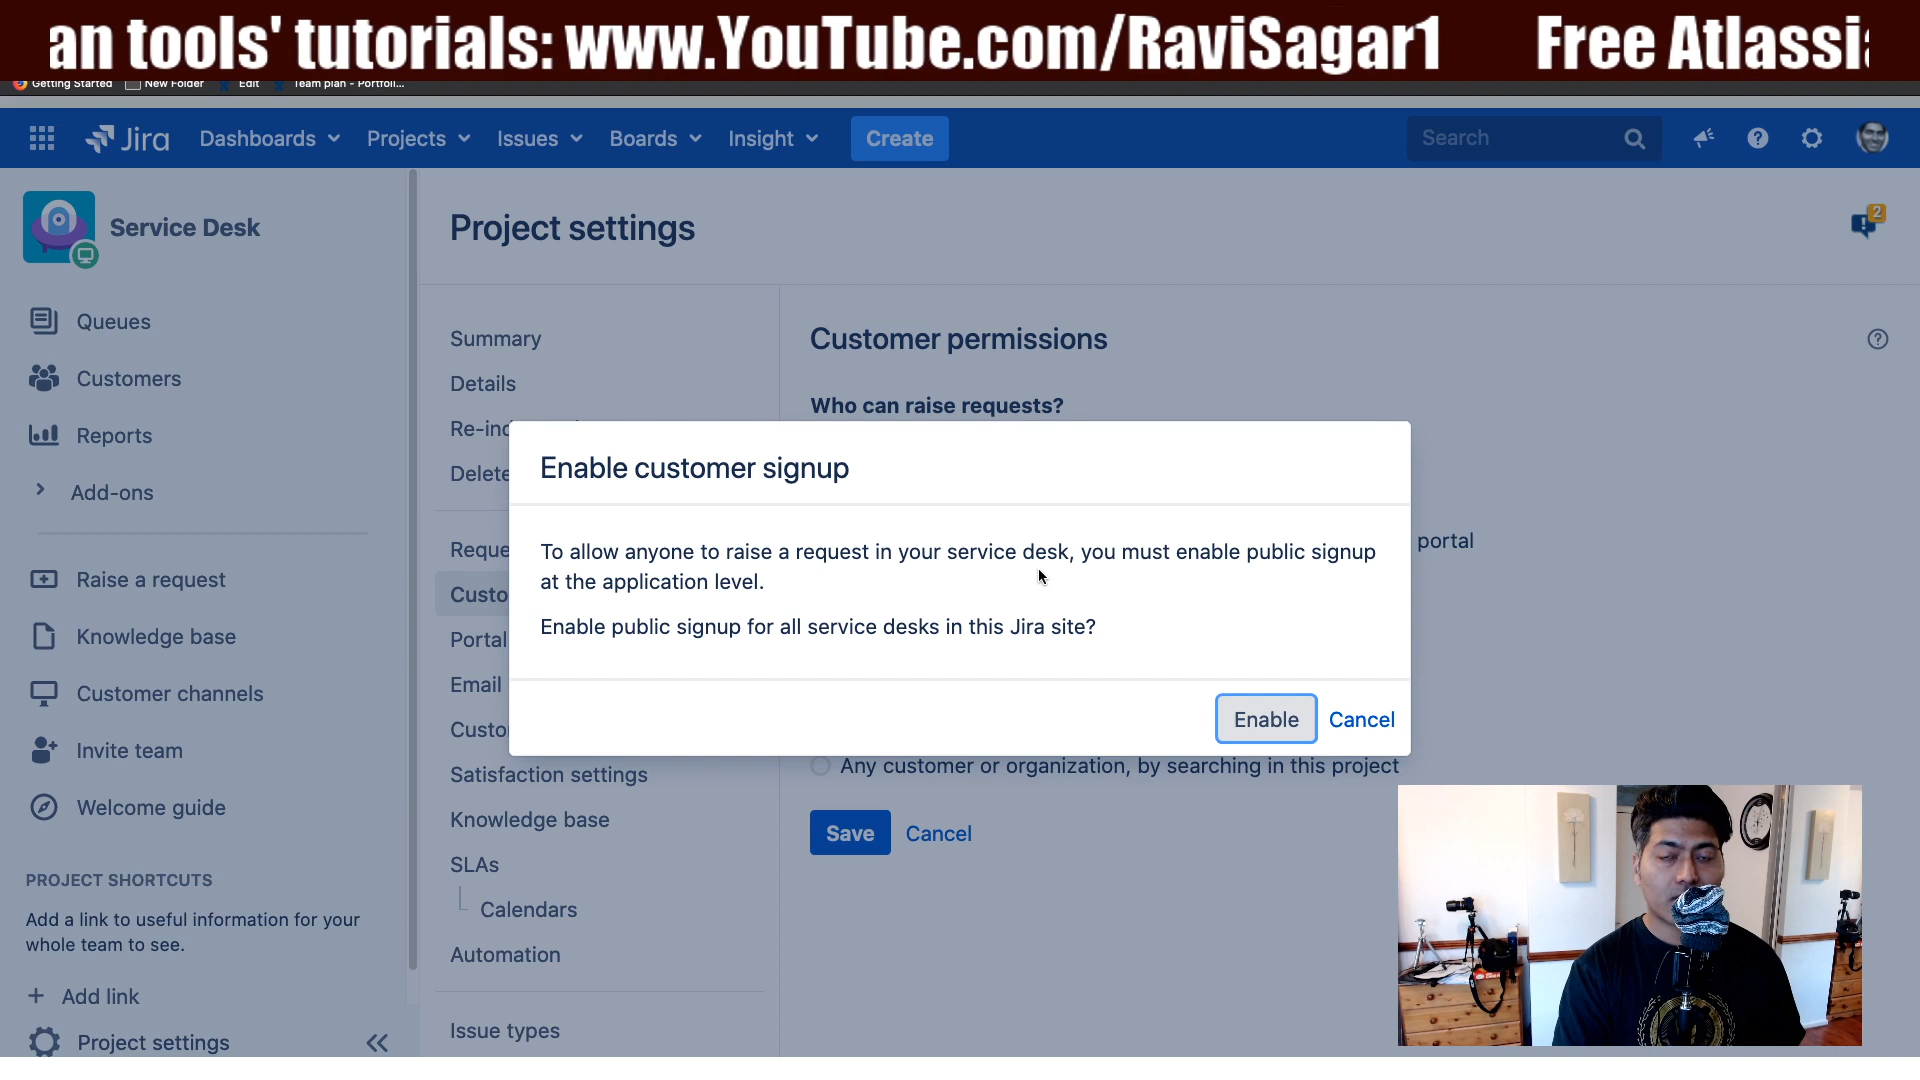 an tools' tutorials: www.YouTube.com/RaviSagar1 Free Atlassi
Getting Started New Folder Edit Team plan - Portfoli...
Jira Dashboards Projects Issues Boards Insight Create Search
Service Desk
Project settings
2
Queues
Customers
Reports
Add-ons
Raise a request
Knowledge base
Customer channels
Invite team
Welcome guide
PROJECT SHORTCUTS
Add a link to useful information for your
whole team to see.
+ Add link
Project settings
Summary
Details
Re-in
Delete
Reque
Custo
Portal
Email
Custo
Satisfaction settings
Knowledge base
SLAs
Calendars
Automation
Issue types
Customer permissions
Who can raise requests?
portal
Enable customer signup
To allow anyone to raise a request in your service desk, you must enable public signup
at the application level.
Enable public signup for all service desks in this Jira site?
Enable Cancel
Any customer or organization, by searching in this project
Save Cancel